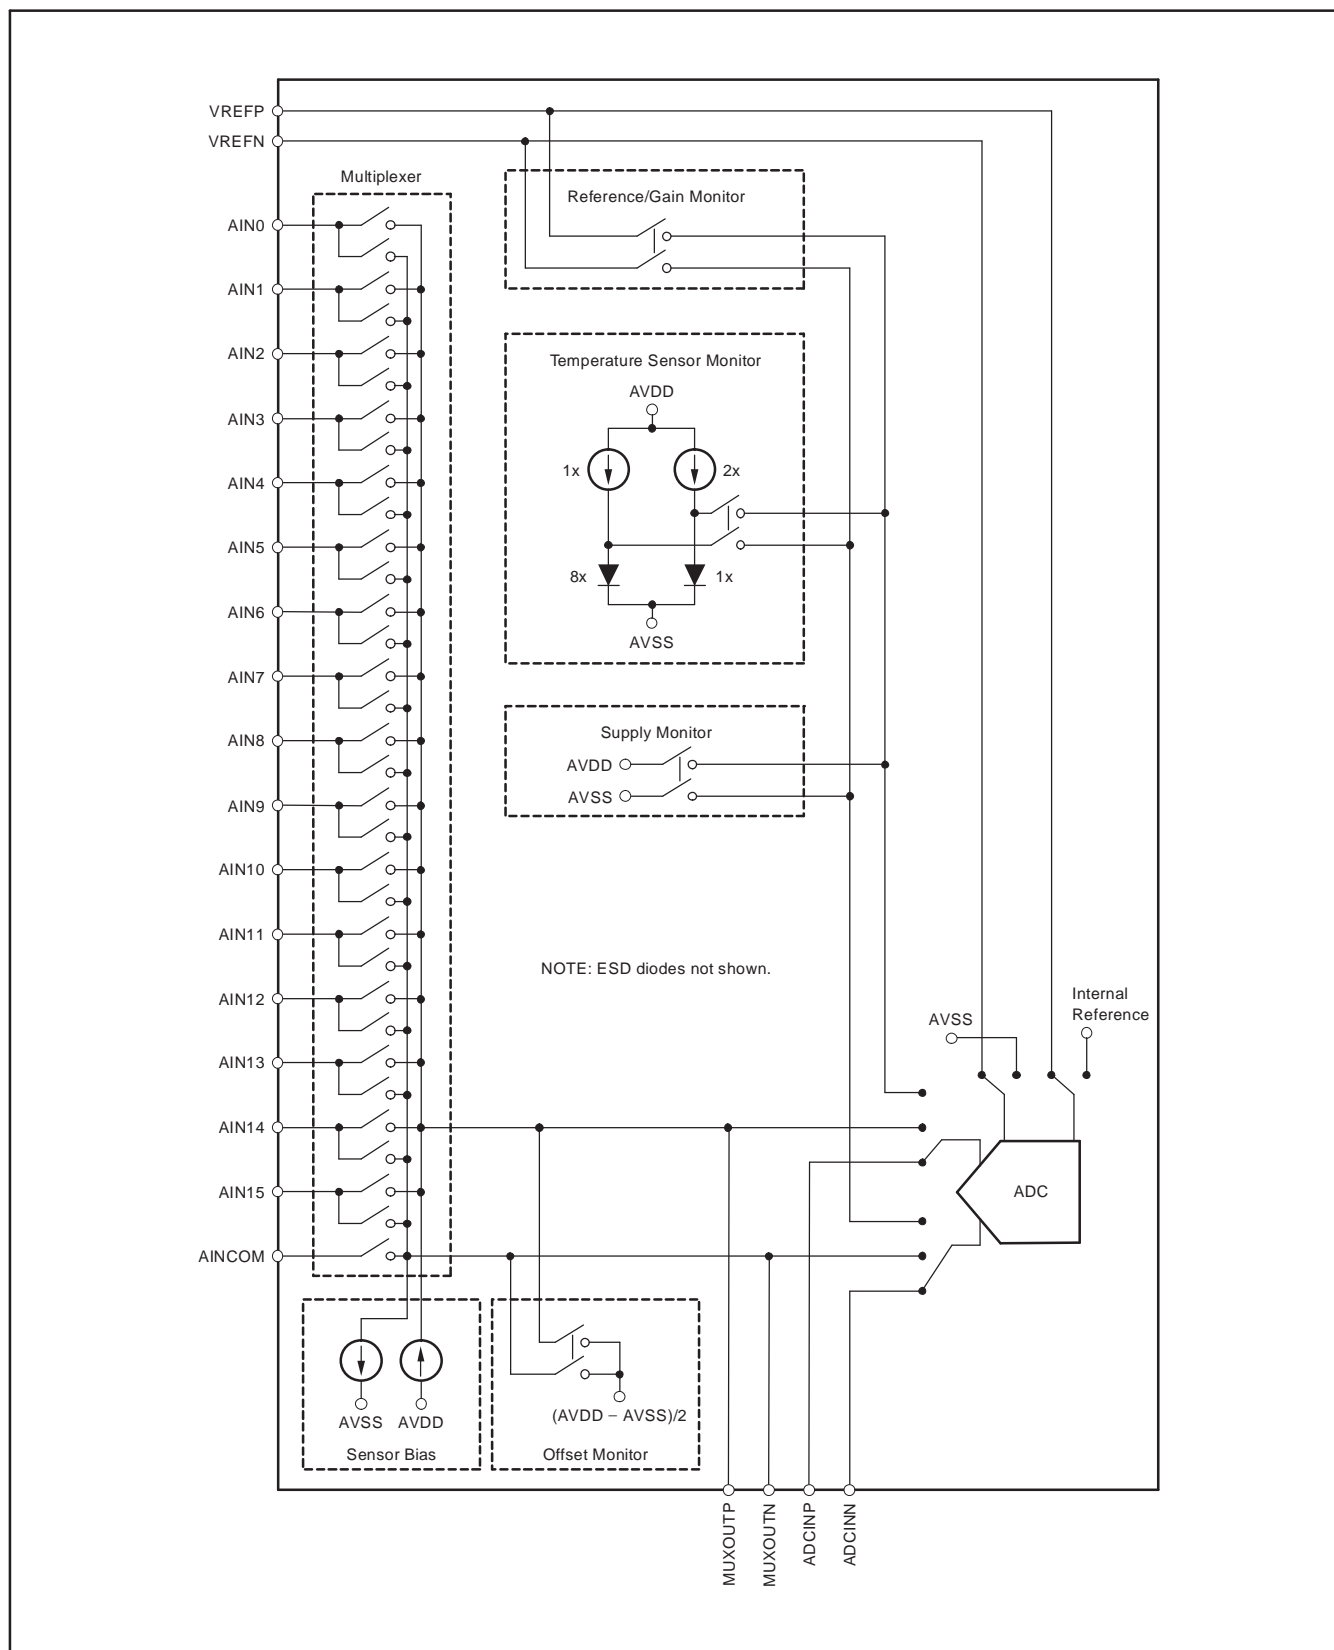 VREFP
VREFN
Multiplexer
Reference/Gain Monitor
AIN0
AIN1
AIN2
AIN3
AIN4
AIN5
AIN6
AIN7
AIN8
AIN9
AIN10
AIN11
AIN12
AIN13
AIN14
AIN15
AINCOM
Temperature Sensor Monitor
AVDD
1x
2x
8x
1x
AVSS
Supply Monitor
AVDD
AVSS
NOTE: ESD diodes not shown.
AVSS
Internal
Reference
ADC
AVSS
AVDD
Sensor Bias
(AVDD − AVSS)/2
Offset Monitor
MUXOUTP
MUXOUTN
ADCINP
ADCINN